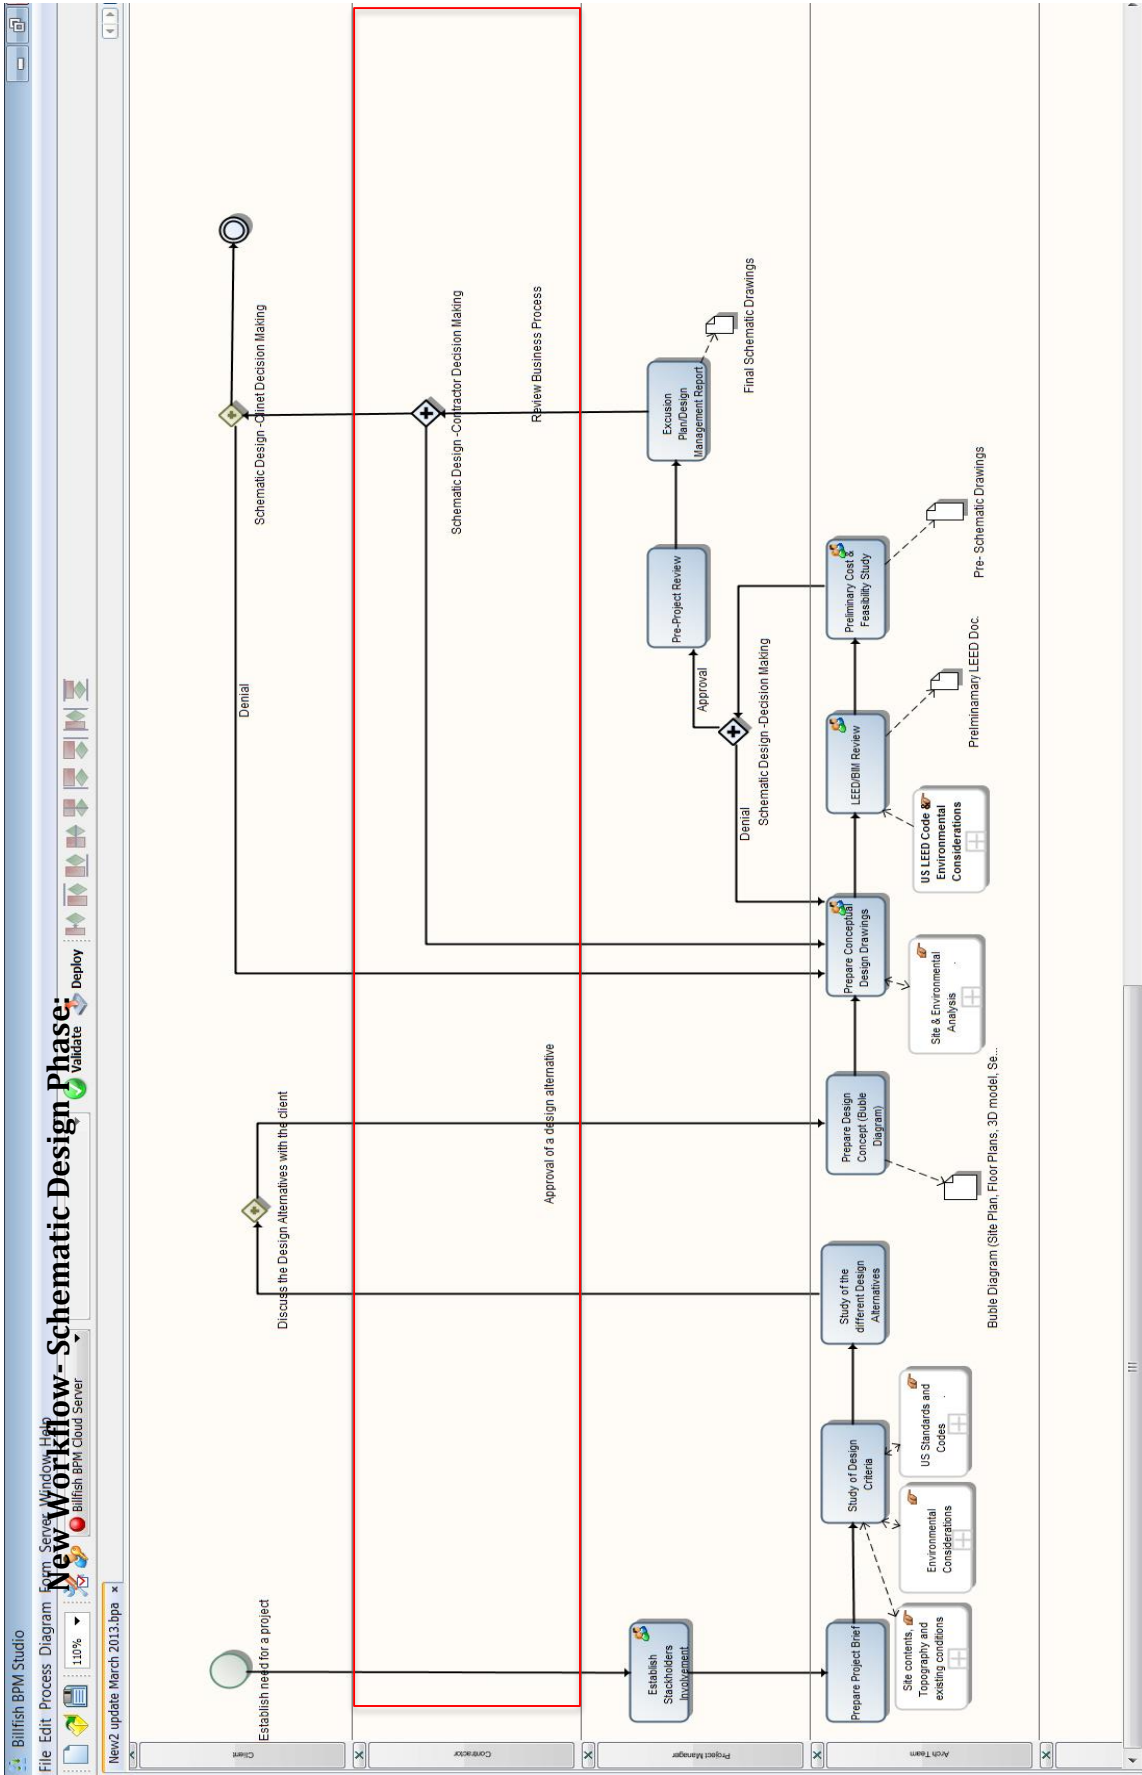 Billfish BPM Studio
File Edit Process Diagram Form Server Window Help
New Workflow- Schematic Design Phase:
110%
Billfish BPM Cloud Server
Validate
Deploy
New2 update March 2013.bpa
Client
Establish need for a project
Discuss the Design Alternatives with the client
Denial
Schematic Design -Clinet Decision Making
Contractor
Approval of a design alternative
Schematic Design -Contractor Decision Making
Review Business Process
Project Manager
Establish
Stackholders
Involvement
Denial
Schematic Design -Decision Making
Approval
Pre-Project Review
Excusion
Plan/Design
Management Report
Final Schematic Drawings
Arch Team
Prepare Project Brief
Site contents,
Topography and
existing conditions
Study of Design
Criteria
Environmental
Considerations
US Standards and
Codes
Study of the
different Design
Alternatives
Prepare Design
Concept (Buble
Diagram)
Buble Diagram (Site Plan, Floor Plans, 3D model, Se...
Prepare Conceptual
Design Drawings
Site & Environmental
Analysis
LEED/BIM Review
US LEED Code &
Environmental
Considerations
Prelminamary LEED Doc.
Preliminary Cost &
Feasibility Study
Pre- Schematic Drawings